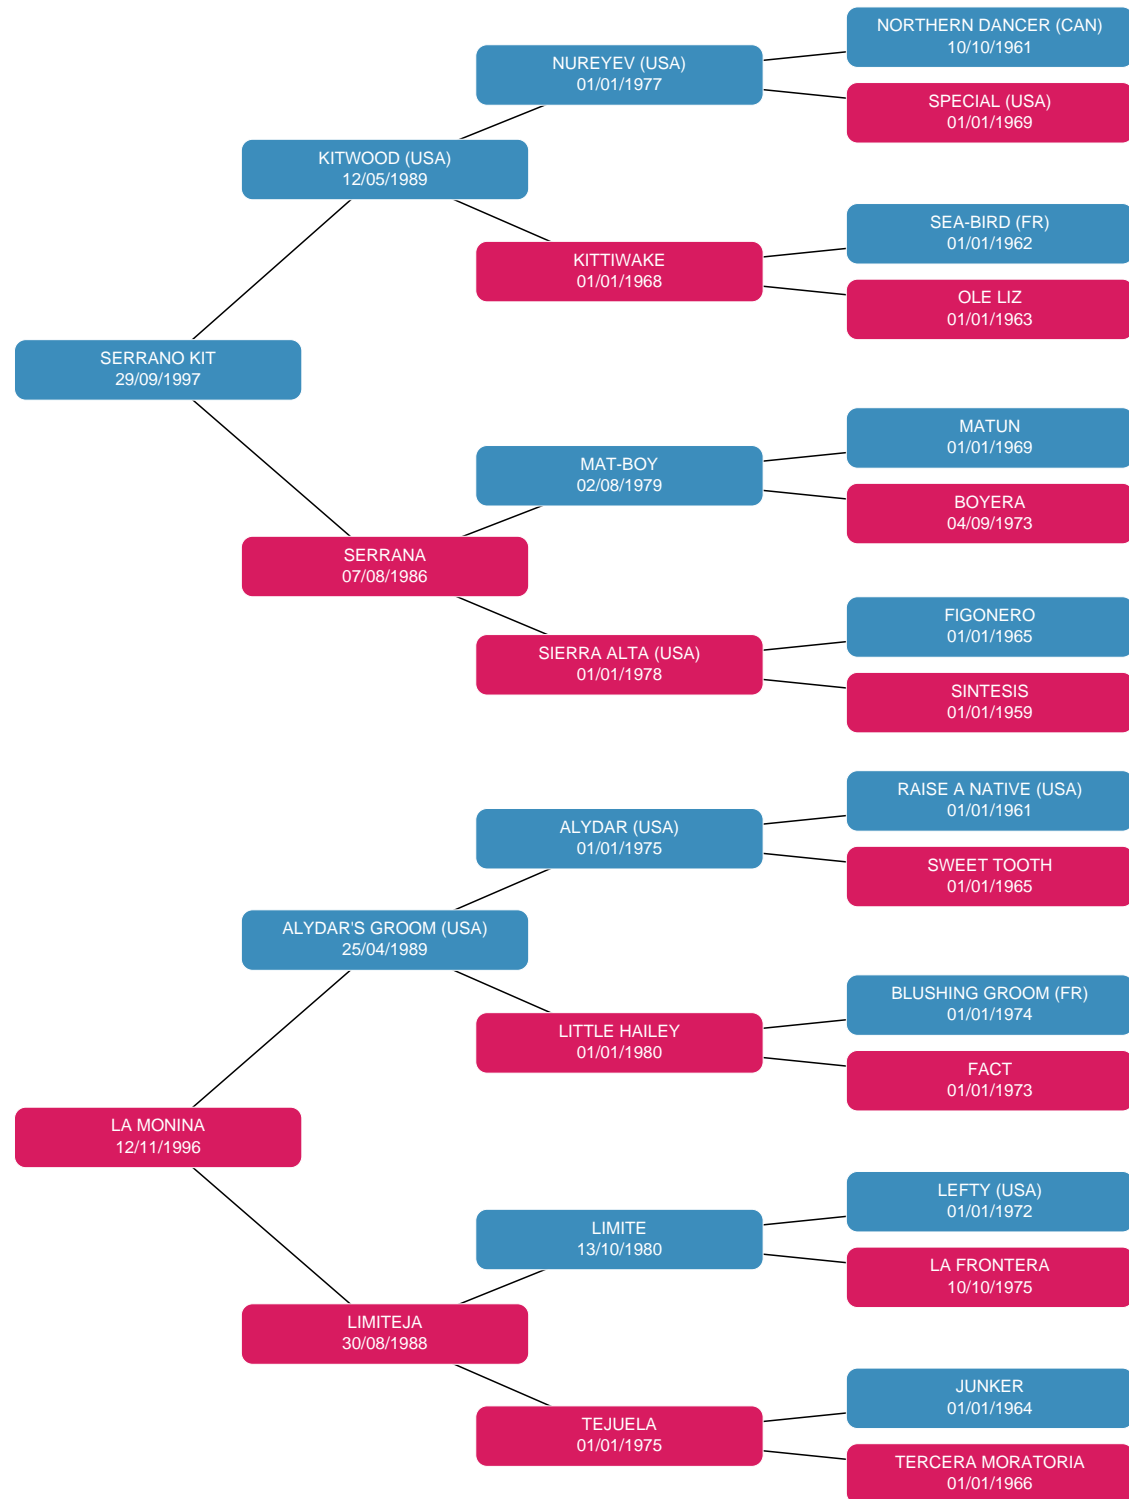 NORTHERN DANCER (CAN)
10/10/1961
NUREYEV (USA)
01/01/1977
SPECIAL (USA)
01/01/1969
KITWOOD (USA)
12/05/1989
SEA-BIRD (FR)
01/01/1962
KITTIWAKE
01/01/1968
OLE LIZ
01/01/1963
SERRANO KIT
29/09/1997
MATUN
01/01/1969
MAT-BOY
02/08/1979
BOYERA
04/09/1973
SERRANA
07/08/1986
FIGONERO
01/01/1965
SIERRA ALTA (USA)
01/01/1978
SINTESIS
01/01/1959
RAISE A NATIVE (USA)
01/01/1961
ALYDAR (USA)
01/01/1975
SWEET TOOTH
01/01/1965
ALYDAR'S GROOM (USA)
25/04/1989
BLUSHING GROOM (FR)
01/01/1974
LITTLE HAILEY
01/01/1980
FACT
01/01/1973
LA MONINA
12/11/1996
LEFTY (USA)
01/01/1972
LIMITE
13/10/1980
LA FRONTERA
10/10/1975
LIMITEJA
30/08/1988
JUNKER
01/01/1964
TEJUELA
01/01/1975
TERCERA MORATORIA
01/01/1966